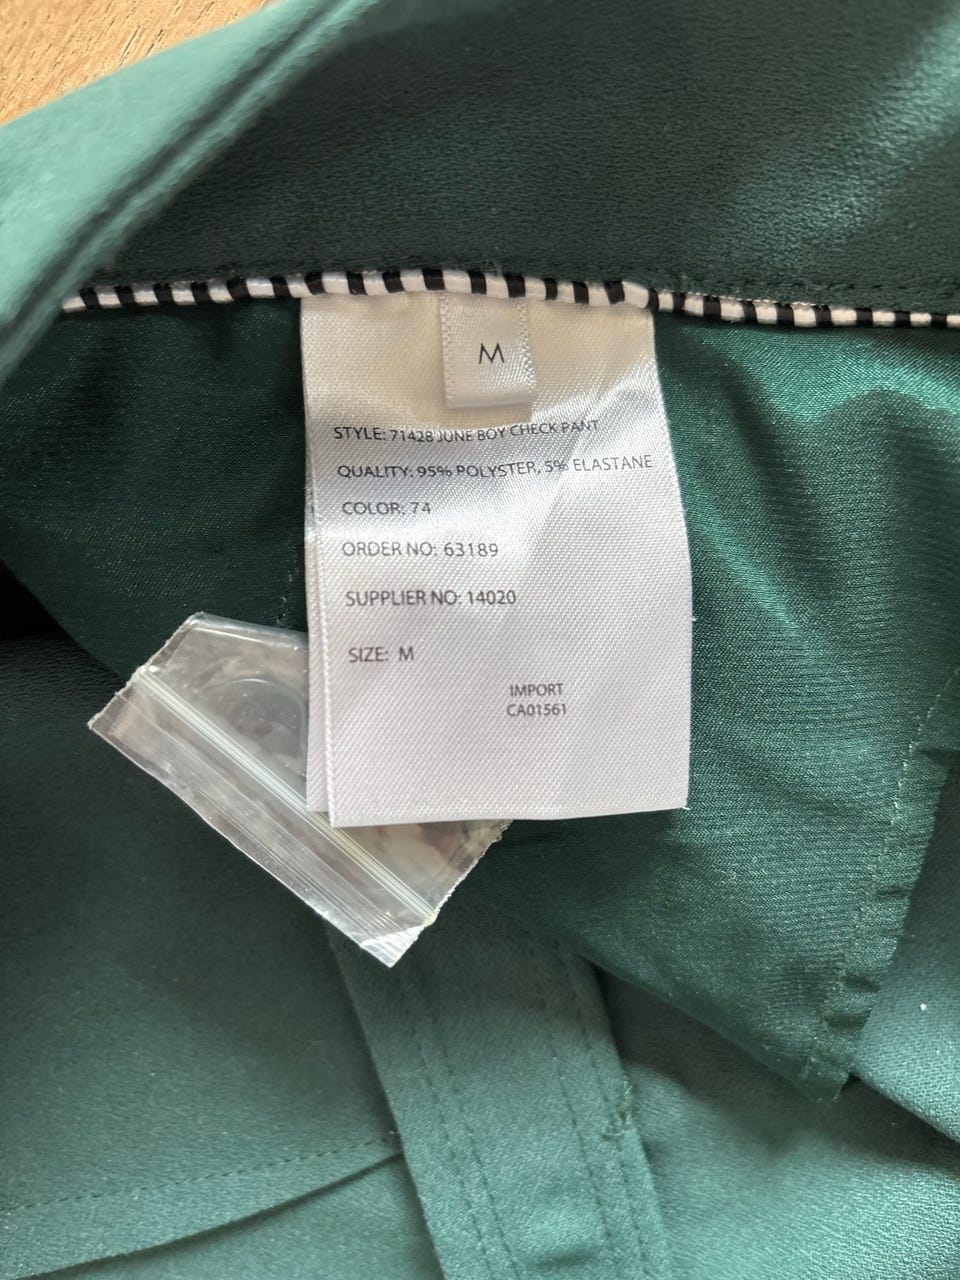 M
STYLE: 71428 JUNE BOY CHECK PANT
QUALITY: 95% POLYSTER, 5% ELASTANE
COLOR: 74
ORDER NO: 63189
SUPPLIER NO: 14020
SIZE: M
IMPORT
CA01561